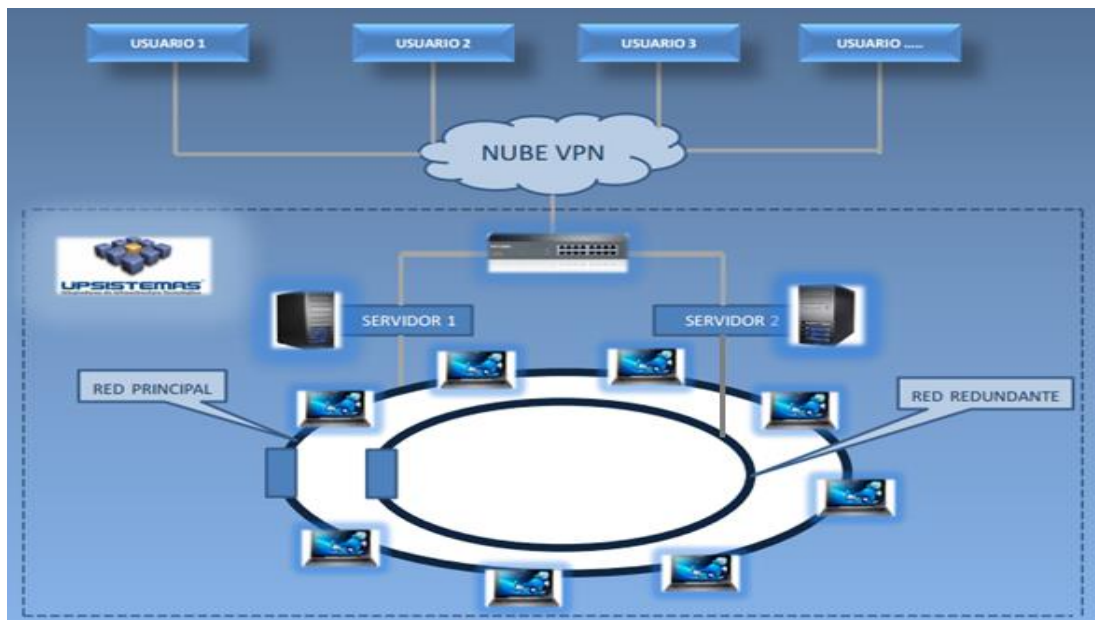 USUARIO 1
USUARIO 2
USUARIO 3
USUARIO .....
NUBE VPN
UPSISTEMAS
SERVIDOR 1
SERVIDOR 2
RED PRINCIPAL
RED REDUNDANTE